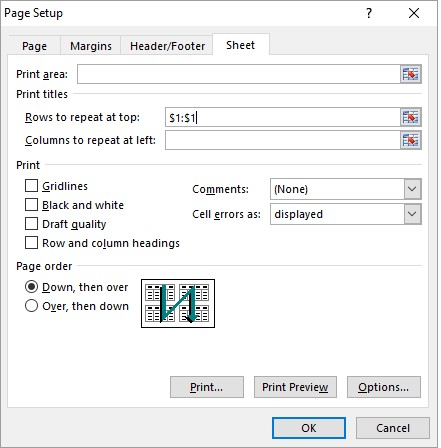 Page Setup ? ×
Page Margins Header/Footer Sheet
Print area:
Print titles
Rows to repeat at top: $1:$1
Columns to repeat at left:
Print
Gridlines
Black and white
Draft quality
Row and column headings
Comments: (None)
Cell errors as: displayed
Page order
Down, then over
Over, then down
Print... Print Preview Options...
OK Cancel